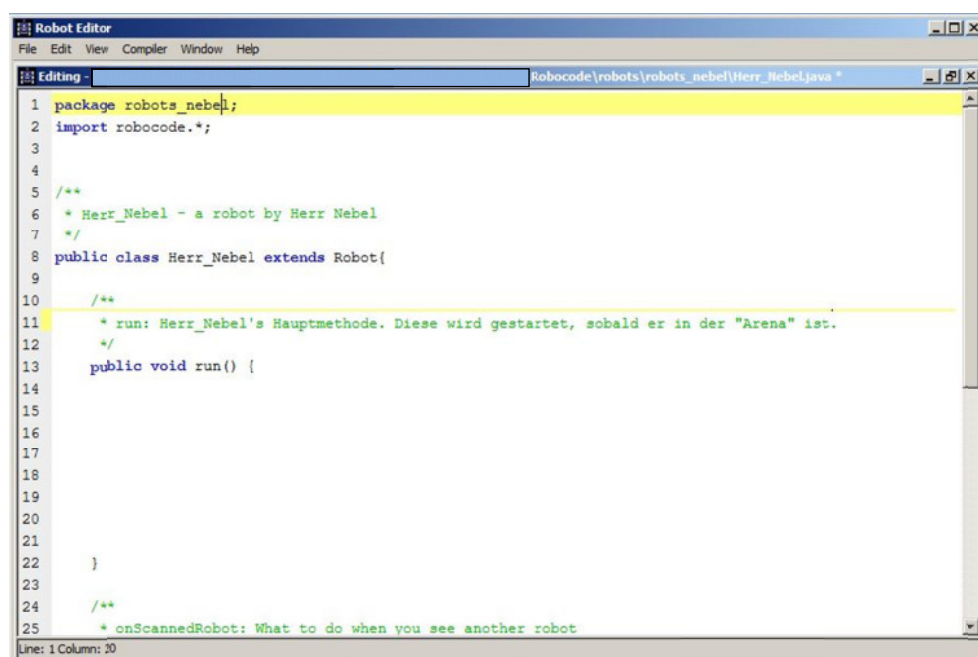 Robot Editor
File Edit View Compiler Window Help
Editing - Robocode\robots\robots_nebel\Herr_Nebel.java *
1 package robots_nebel;
2 import robocode.*;
3
4
5 /**
6 * Herr_Nebel - a robot by Herr Nebel
7 */
8 public class Herr_Nebel extends Robot{
9
10 /**
11 * run: Herr_Nebel's Hauptmethode. Diese wird gestartet, sobald er in der "Arena" ist.
12 */
13 public void run() {
14
15
16
17
18
19
20
21
22 }
23
24 /**
25 * onScannedRobot: What to do when you see another robot
Line: 1 Column: 20